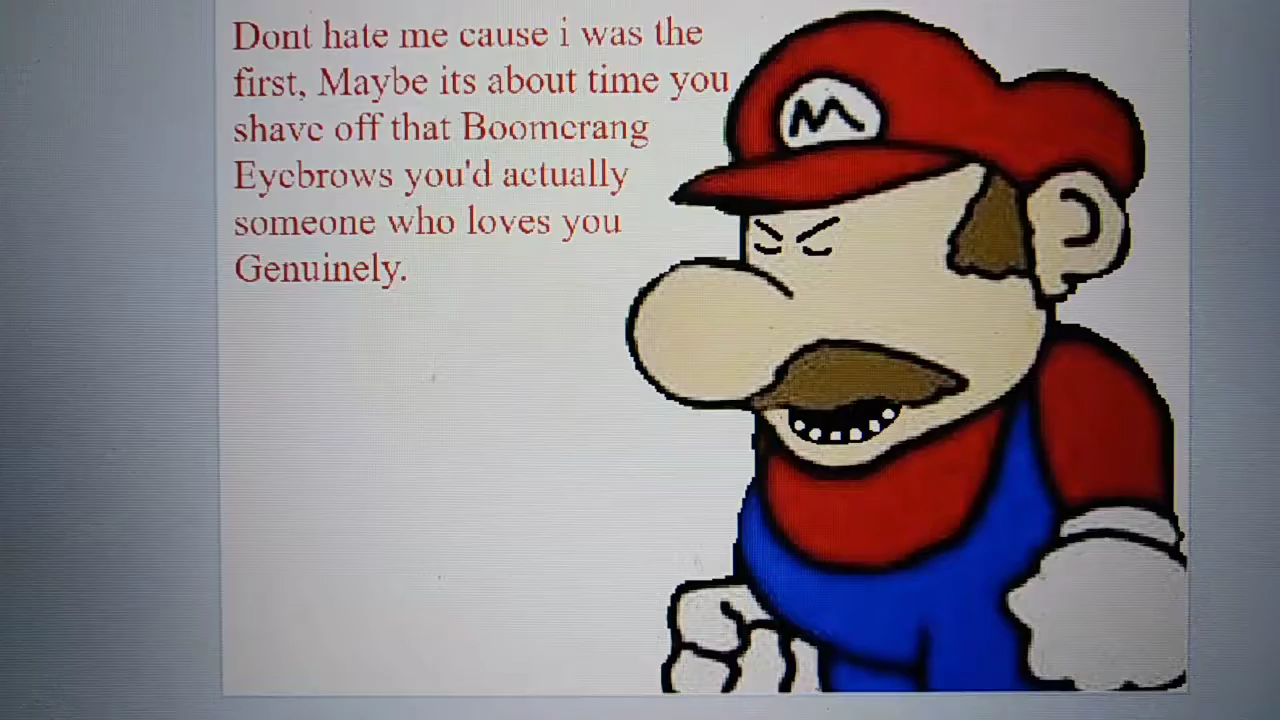 Dont hate me cause i was the
first, Maybe its about time you
shave off that Boomerang
Eyebrows you'd actually
someone who loves you
Genuinely.
M